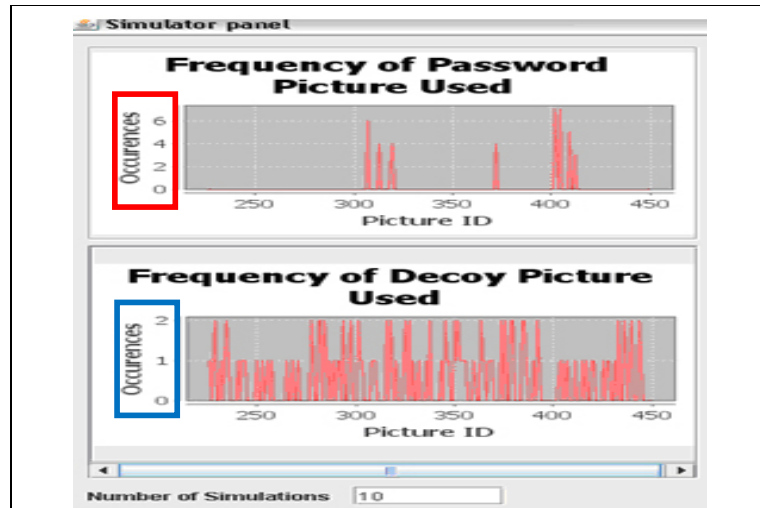 Simulator panel
Frequency of Password
Picture Used
Occurences
6
4
2
0
250 300 350 400 450
Picture ID
Frequency of Decoy Picture
Used
Occurences
2
1
0
250 300 350 400 450
Picture ID
Number of Simulations 10